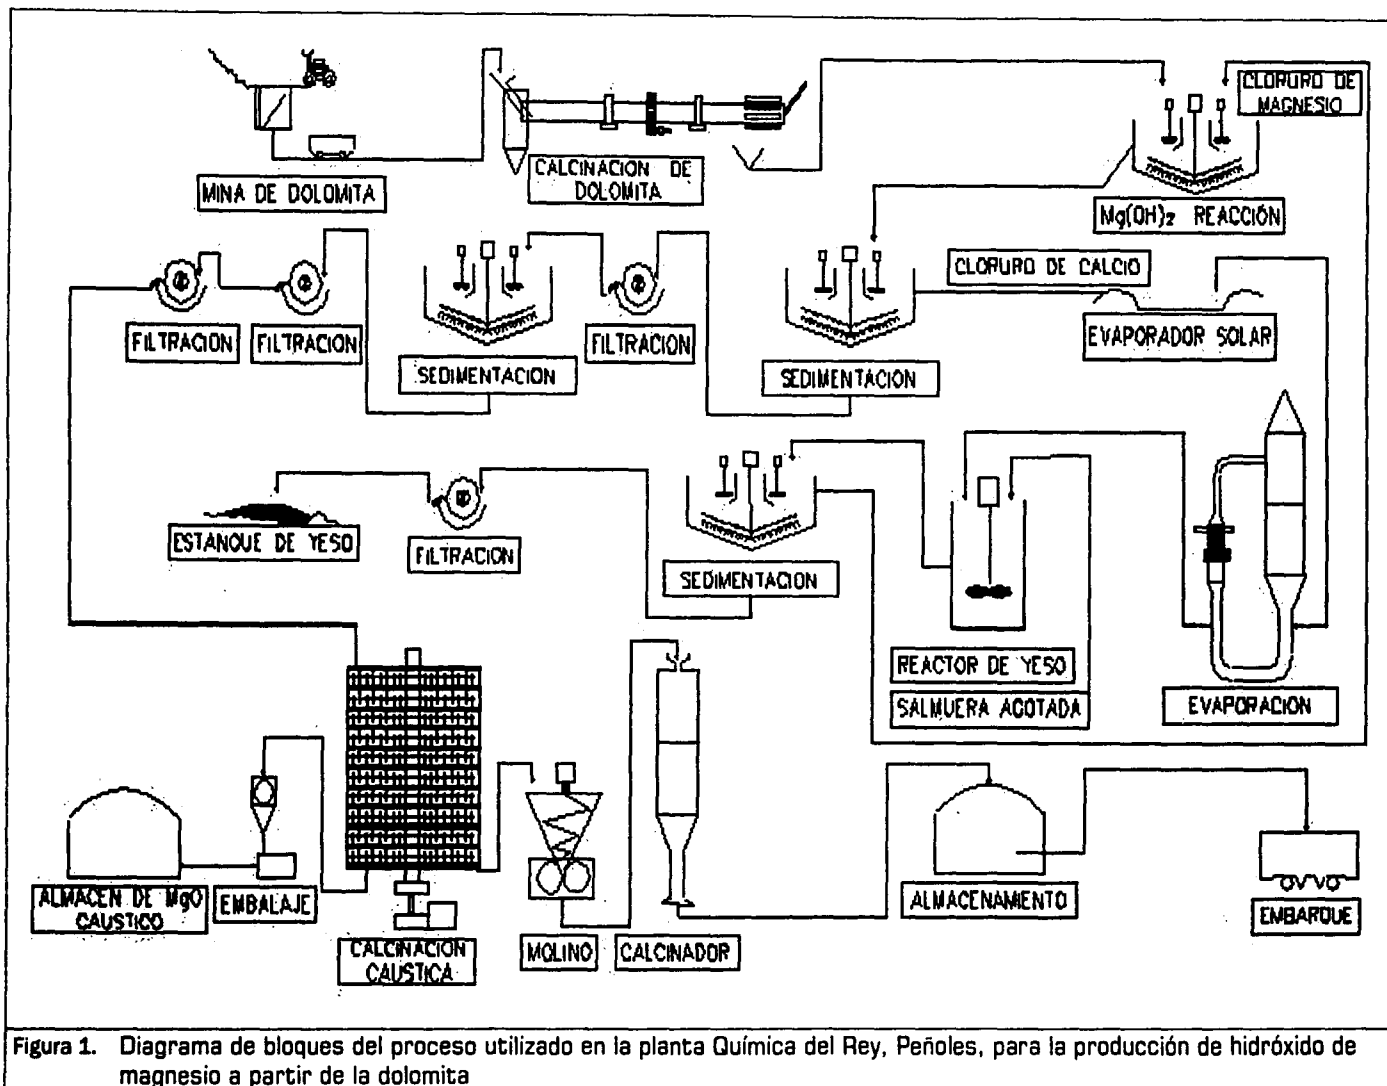 CLORURO DE
MAGNESIO
MINA DE DOLOMITA
CALCINACION DE
DOLOMITA
Mg(OH)2 REACCIÓN
CLORURO DE CALCIO
FILTRACION
FILTRACION
SEDIMENTACION
FILTRACION
SEDIMENTACION
EVAPORADOR SOLAR
ESTANQUE DE YESO
FILTRACION
SEDIMENTACION
REACTOR DE YESO
SALMUERA AGOTADA
EVAPORACION
ALMACEN DE MgO
CAUSTICO
EMBALAJE
CALCINACION
CAUSTICA
MOLINO
CALCINADOR
ALMACENAMIENTO
EMBARQUE
Figura 1. Diagrama de bloques del proceso utilizado en la planta Química del Rey, Peñoles, para la producción de hidróxido de
magnesio a partir de la dolomita